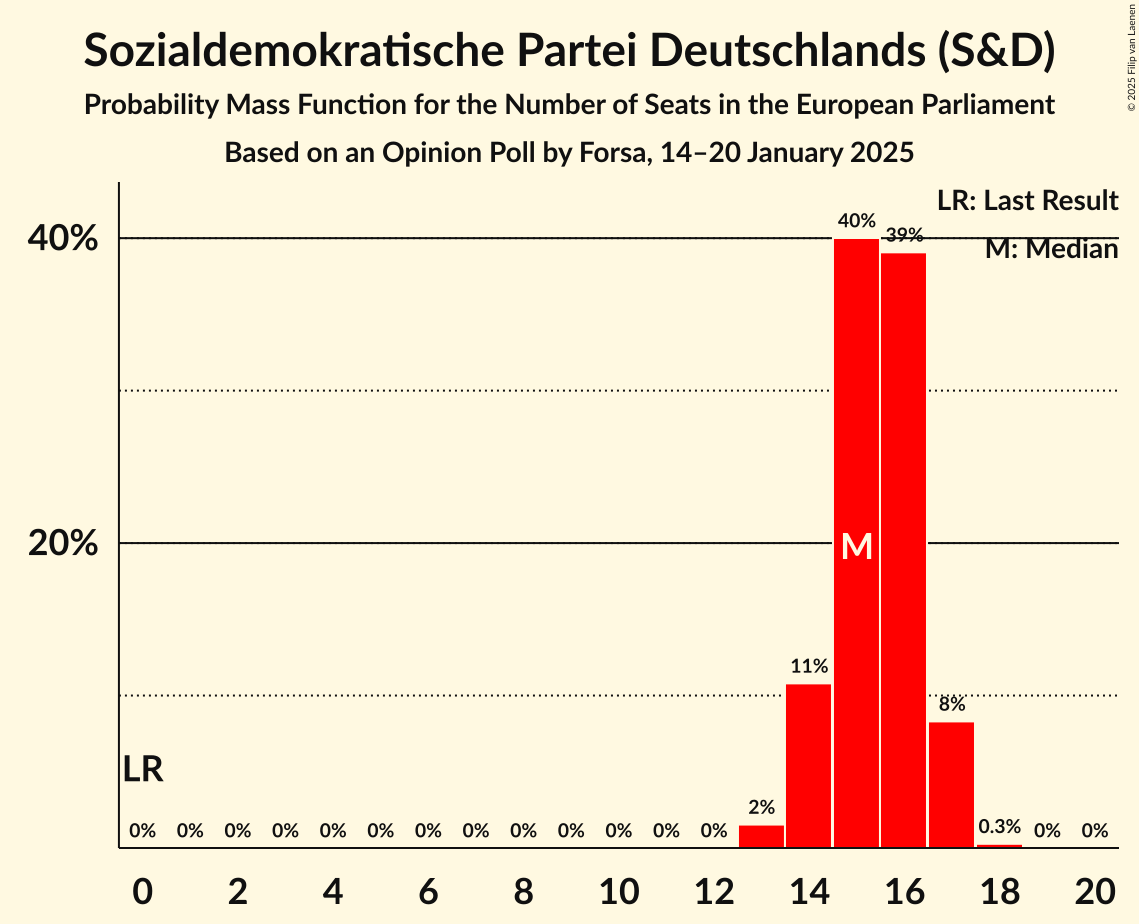 Sozialdemokratische Partei Deutschlands (S&D)
Probability Mass Function for the Number of Seats in the European Parliament
Based on an Opinion Poll by Forsa, 14–20 January 2025
© 2025 Filip van Laenen
LR: Last Result
M: Median
40%
20%
40%
39%
M
11%
8%
LR
2%
0.3%
0% 0% 0% 0% 0% 0% 0% 0% 0% 0% 0% 0% 0% 0% 0%
0 2 4 6 8 10 12 14 16 18 20